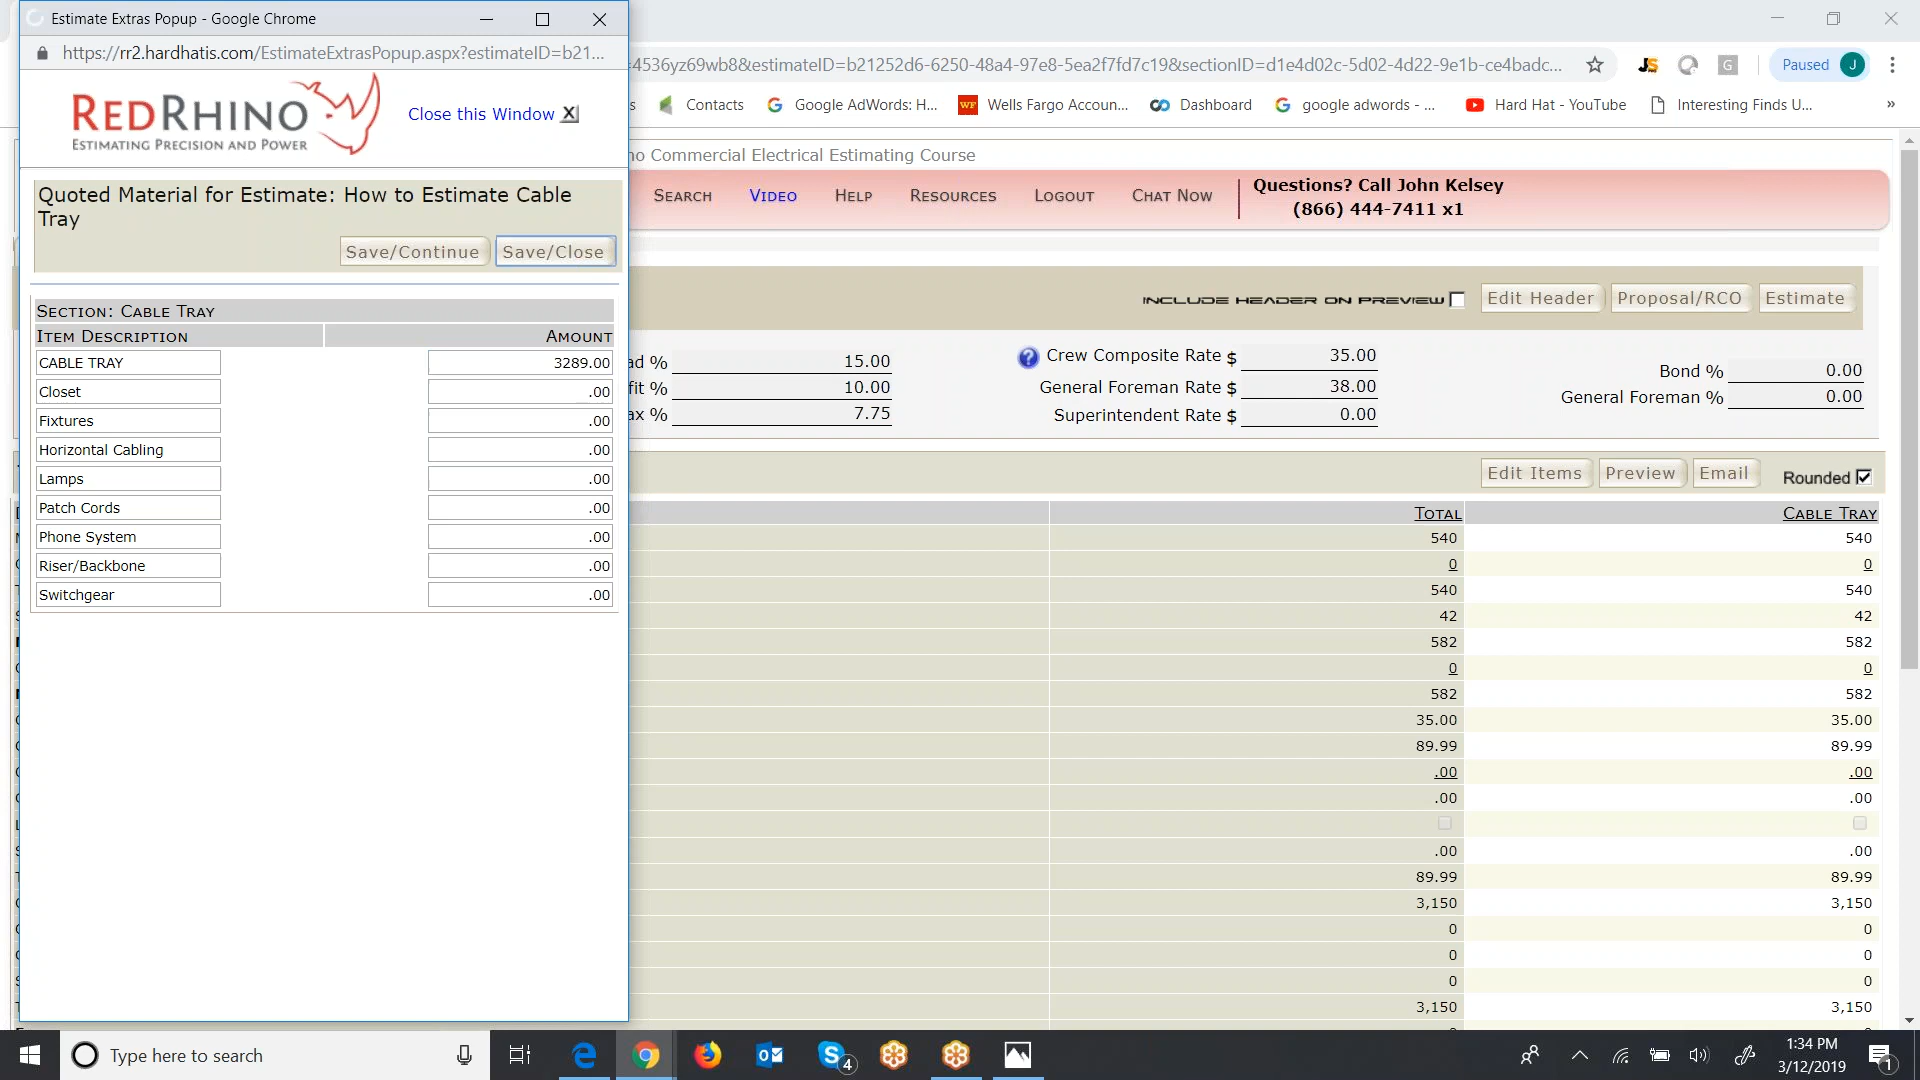 Estimate Extras Popup - Google Chrome
https://rr2.hardhatis.com/EstimateExtrasPopup.aspx?estimateID=b21...
REDRHINO
ESTIMATING PRECISION AND POWER
Close this Window X
Quoted Material for Estimate: How to Estimate Cable
Tray
Save/Continue
Save/Close
SECTION: CABLE TRAY
ITEM DESCRIPTION AMOUNT
CABLE TRAY 3289.00
Closet .00
Fixtures .00
Horizontal Cabling .00
Lamps .00
Patch Cords .00
Phone System .00
Riser/Backbone .00
Switchgear .00
=4536yz69wb8&estimateID=b21252d6-6250-48a4-97e8-5ea2f7fd7c19&sectionID=d1e4d02c-5d02-4d22-9e1b-ce4badc...
JS G Paused J
s Contacts Google AdWords: H... WF Wells Fargo Accoun... Dashboard google adwords - ... Hard Hat - YouTube Interesting Finds U... »
no Commercial Electrical Estimating Course
SEARCH VIDEO HELP RESOURCES LOGOUT CHAT NOW
Questions? Call John Kelsey
(866) 444-7411 x1
INCLUDE HEADER ON PREVIEW
Edit Header
Proposal/RCO
Estimate
ad % 15.00
fit % 10.00
ax % 7.75
? Crew Composite Rate $ 35.00
General Foreman Rate $ 38.00
Superintendent Rate $ 0.00
Bond % 0.00
General Foreman % 0.00
Edit Items
Preview
Email
Rounded
TOTAL CABLE TRAY
540 540
0 0
540 540
42 42
582 582
0 0
582 582
35.00 35.00
89.99 89.99
.00 .00
.00 .00
.00 .00
89.99 89.99
3,150 3,150
0 0
0 0
0 0
3,150 3,150
Type here to search
4
1:34 PM
3/12/2019
1